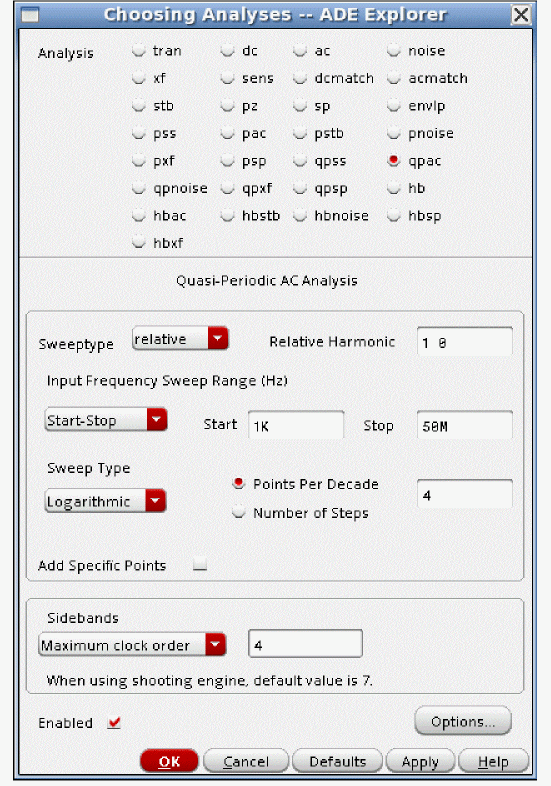 Choosing Analyses -- ADE Explorer
Analysis tran dc ac noise
xf sens dcmatch acmatch
stb pz sp envlp
pss pac pstb pnoise
pxf psp qpss qpac
qpnoise qpxf qpsp hb
hbac hbstb hbnoise hbsp
hbxf
Quasi-Periodic AC Analysis
Sweeptype relative Relative Harmonic 1 0
Input Frequency Sweep Range (Hz)
Start-Stop Start 1K Stop 50M
Sweep Type
Logarithmic Points Per Decade 4
Number of Steps
Add Specific Points
Sidebands
Maximum clock order 4
When using shooting engine, default value is 7.
Enabled Options...
OK Cancel Defaults Apply Help